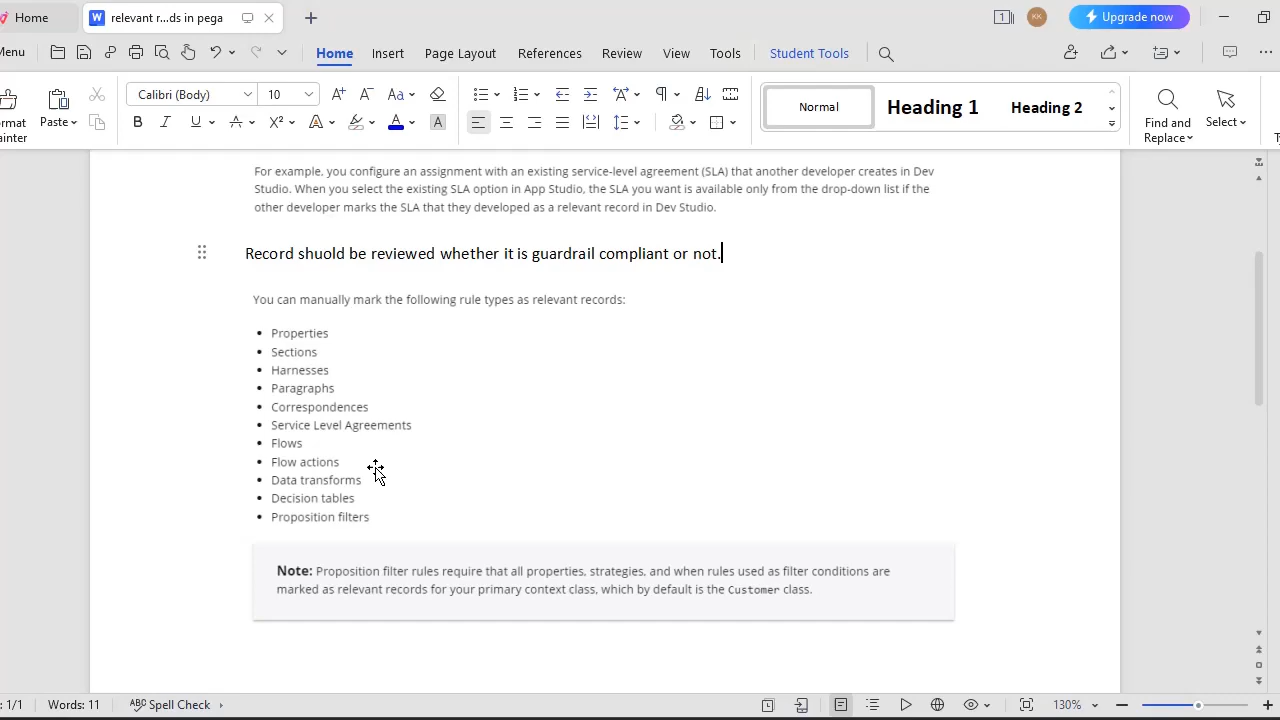 Home
relevant r...ds in pega
1
KK
Upgrade now
Menu
Home
Insert
Page Layout
References
Review
View
Tools
Student Tools
Paste
Calibri (Body)
10
Normal
Heading 1
Heading 2
Find and
Replace
Select
For example, you configure an assignment with an existing service-level agreement (SLA) that another developer creates in Dev
Studio. When you select the existing SLA option in App Studio, the SLA you want is available only from the drop-down list if the
other developer marks the SLA that they developed as a relevant record in Dev Studio.
Record shuold be reviewed whether it is guardrail compliant or not.
You can manually mark the following rule types as relevant records:
• Properties
• Sections
• Harnesses
• Paragraphs
• Correspondences
• Service Level Agreements
• Flows
• Flow actions
• Data transforms
• Decision tables
• Proposition filters
Note: Proposition filter rules require that all properties, strategies, and when rules used as filter conditions are
marked as relevant records for your primary context class, which by default is the Customer class.
: 1/1
Words: 11
Spell Check
130%